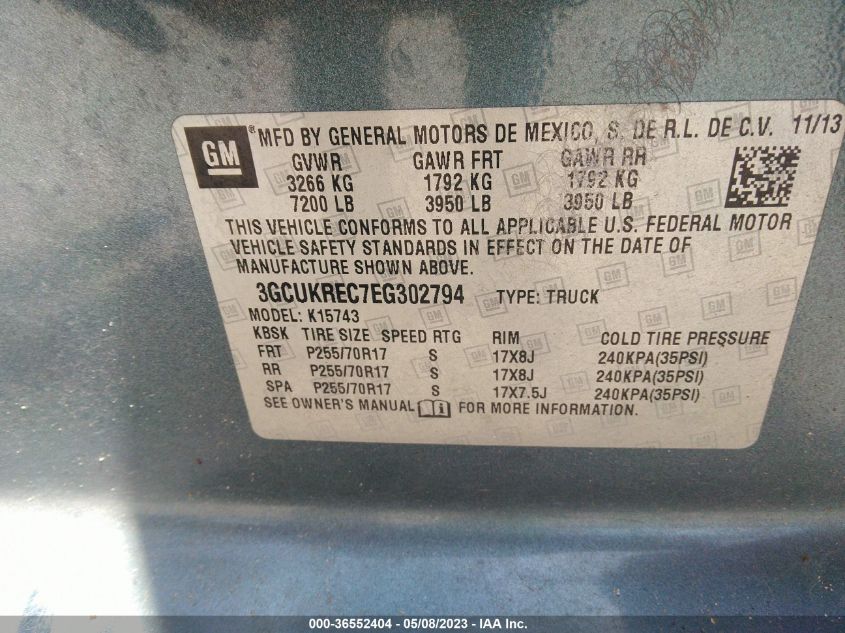 GM ® MFD BY GENERAL MOTORS DE MEXICO, S. DE R.L. DE C.V. 11/13
GVWR GAWR FRT GAWR RR
3266 KG 1792 KG 1792 KG
7200 LB 3950 LB 3950 LB
THIS VEHICLE CONFORMS TO ALL APPLICABLE U.S. FEDERAL MOTOR
VEHICLE SAFETY STANDARDS IN EFFECT ON THE DATE OF
MANUFACTURE SHOWN ABOVE.
3GCUKREC7EG302794 TYPE: TRUCK
MODEL: K15743
KBSK TIRE SIZE SPEED RTG RIM COLD TIRE PRESSURE
FRT P255/70R17 S 17X8J 240KPA(35PSI)
RR P255/70R17 S 17X8J 240KPA(35PSI)
SPA P255/70R17 S 17X7.5J 240KPA(35PSI)
SEE OWNER'S MANUAL FOR MORE INFORMATION.
000-36552404 - 05/08/2023 - IAA Inc.